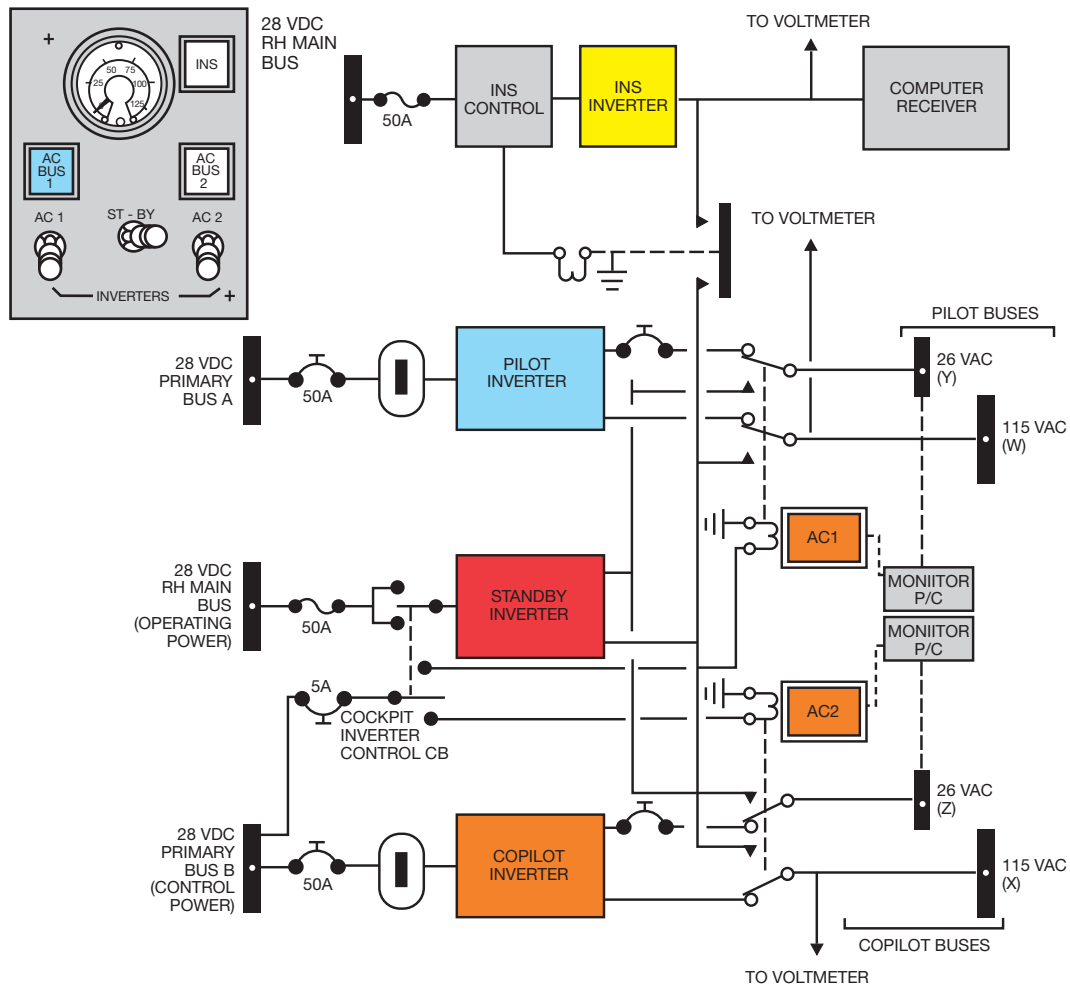 +
50 75
25 100
125
INS
AC
BUS
1
AC
BUS
2
AC 1
ST - BY
AC 2
INVERTERS
+
28 VDC
RH MAIN
BUS
50A
INS
CONTROL
INS
INVERTER
TO VOLTMETER
COMPUTER
RECEIVER
TO VOLTMETER
PILOT BUSES
28 VDC
PRIMARY
BUS A
50A
PILOT
INVERTER
26 VAC
(Y)
115 VAC
(W)
AC1
28 VDC
RH MAIN
BUS
(OPERATING
POWER)
50A
STANDBY
INVERTER
MONIITOR
P/C
MONIITOR
P/C
5A
COCKPIT
INVERTER
CONTROL CB
AC2
28 VDC
PRIMARY
BUS B
(CONTROL
POWER)
50A
COPILOT
INVERTER
26 VAC
(Z)
115 VAC
(X)
COPILOT BUSES
TO VOLTMETER